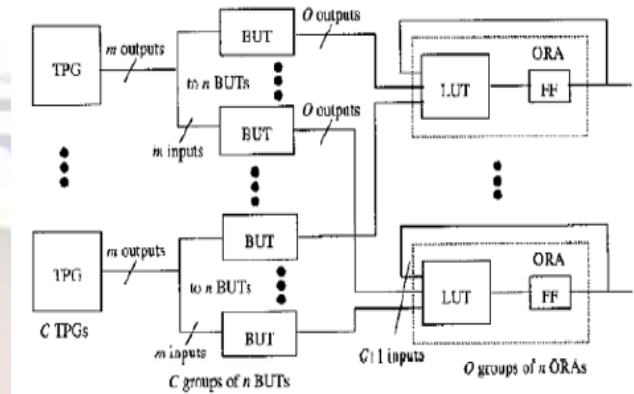 BUT
O outputs
m outputs
TPG
to n BUTs
BUT
O outputs
m inputs
ORA
LUT
FF
BUT
m outputs
TPG
to n BUTs
BUT
m inputs
C TPGs
C groups of n BUTs
ORA
LUT
FF
C+1 inputs
O groups of n ORAs